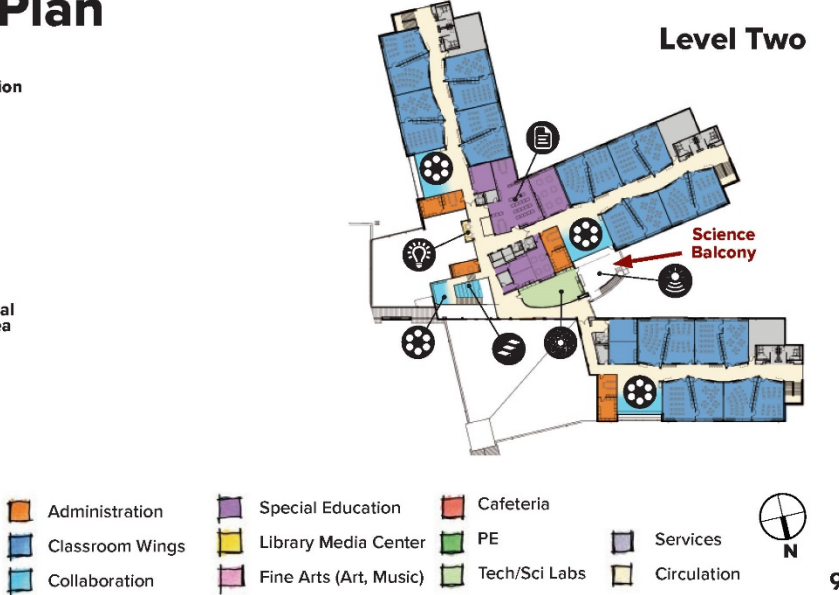 Plan
Level Two
ion
Science
Balcony
al
ea
Administration
Special Education
Cafeteria
Classroom Wings
Library Media Center
PE
Services
Collaboration
Fine Arts (Art, Music)
Tech/Sci Labs
Circulation
N
9